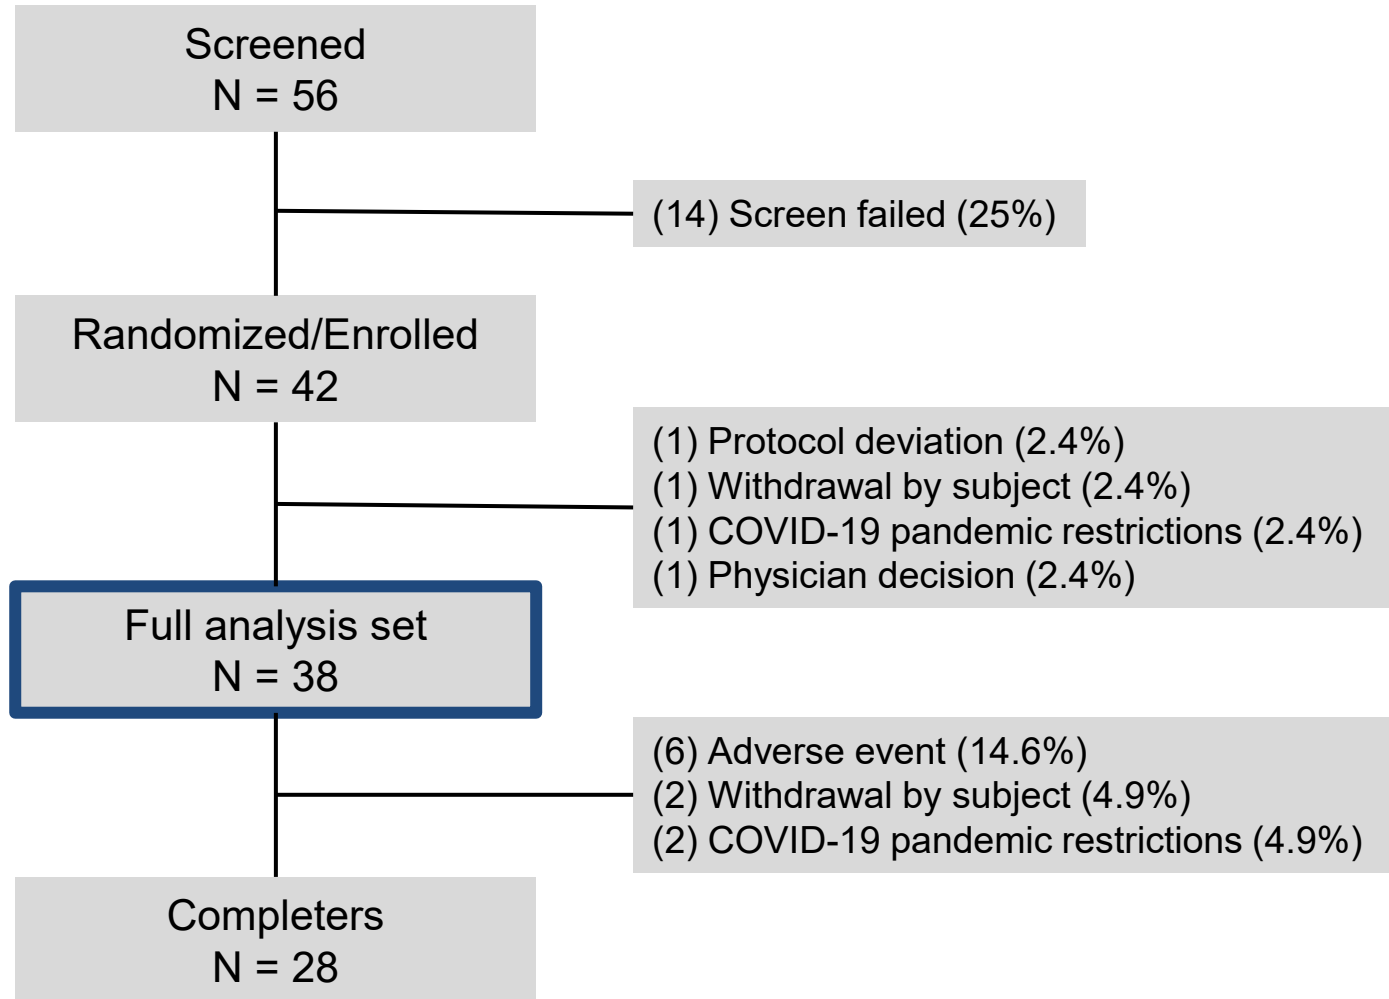 Screened
N = 56
(14) Screen failed (25%)
Randomized/Enrolled
N = 42
(1) Protocol deviation (2.4%)
(1) Withdrawal by subject (2.4%)
(1) COVID-19 pandemic restrictions (2.4%)
(1) Physician decision (2.4%)
Full analysis set
N = 38
(6) Adverse event (14.6%)
(2) Withdrawal by subject (4.9%)
(2) COVID-19 pandemic restrictions (4.9%)
Completers
N = 28